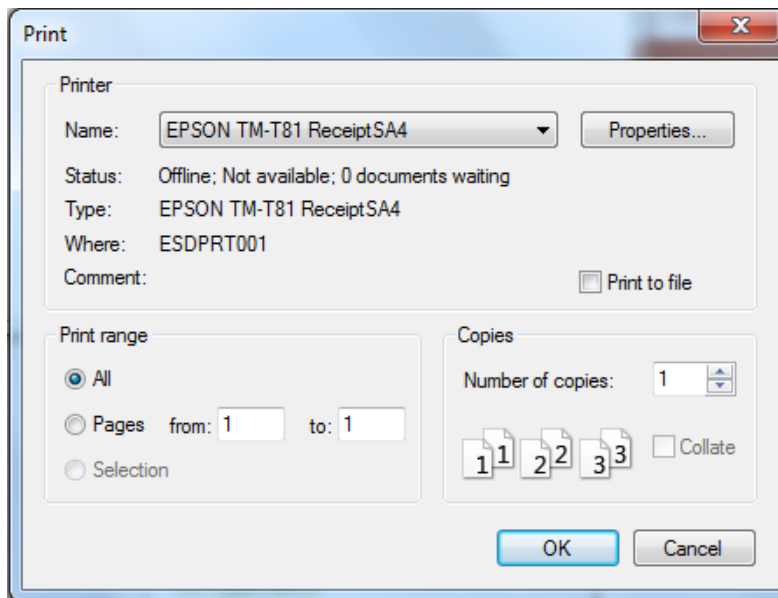 Print
Printer
Name: EPSON TM-T81 ReceiptSA4 Properties...
Status: Offline; Not available; 0 documents waiting
Type: EPSON TM-T81 ReceiptSA4
Where: ESDPRT001
Comment: Print to file
Print range
All
Pages from: 1 to: 1
Selection
Copies
Number of copies: 1
1 1 2 2 3 3 Collate
OK Cancel